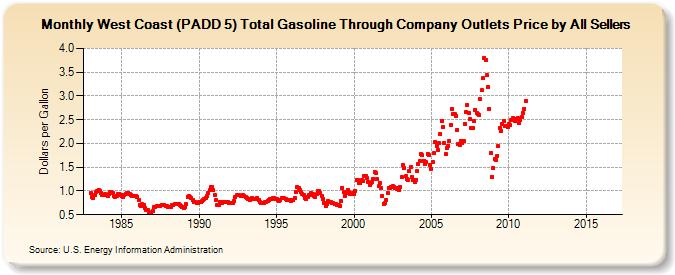 Monthly West Coast (PADD 5) Total Gasoline Through Company Outlets Price by All Sellers
Dollars per Gallon
4.0
3.5
3.0
2.5
2.0
1.5
1.0
0.5
1985 1990 1995 2000 2005 2010 2015
Source: U.S. Energy Information Administration